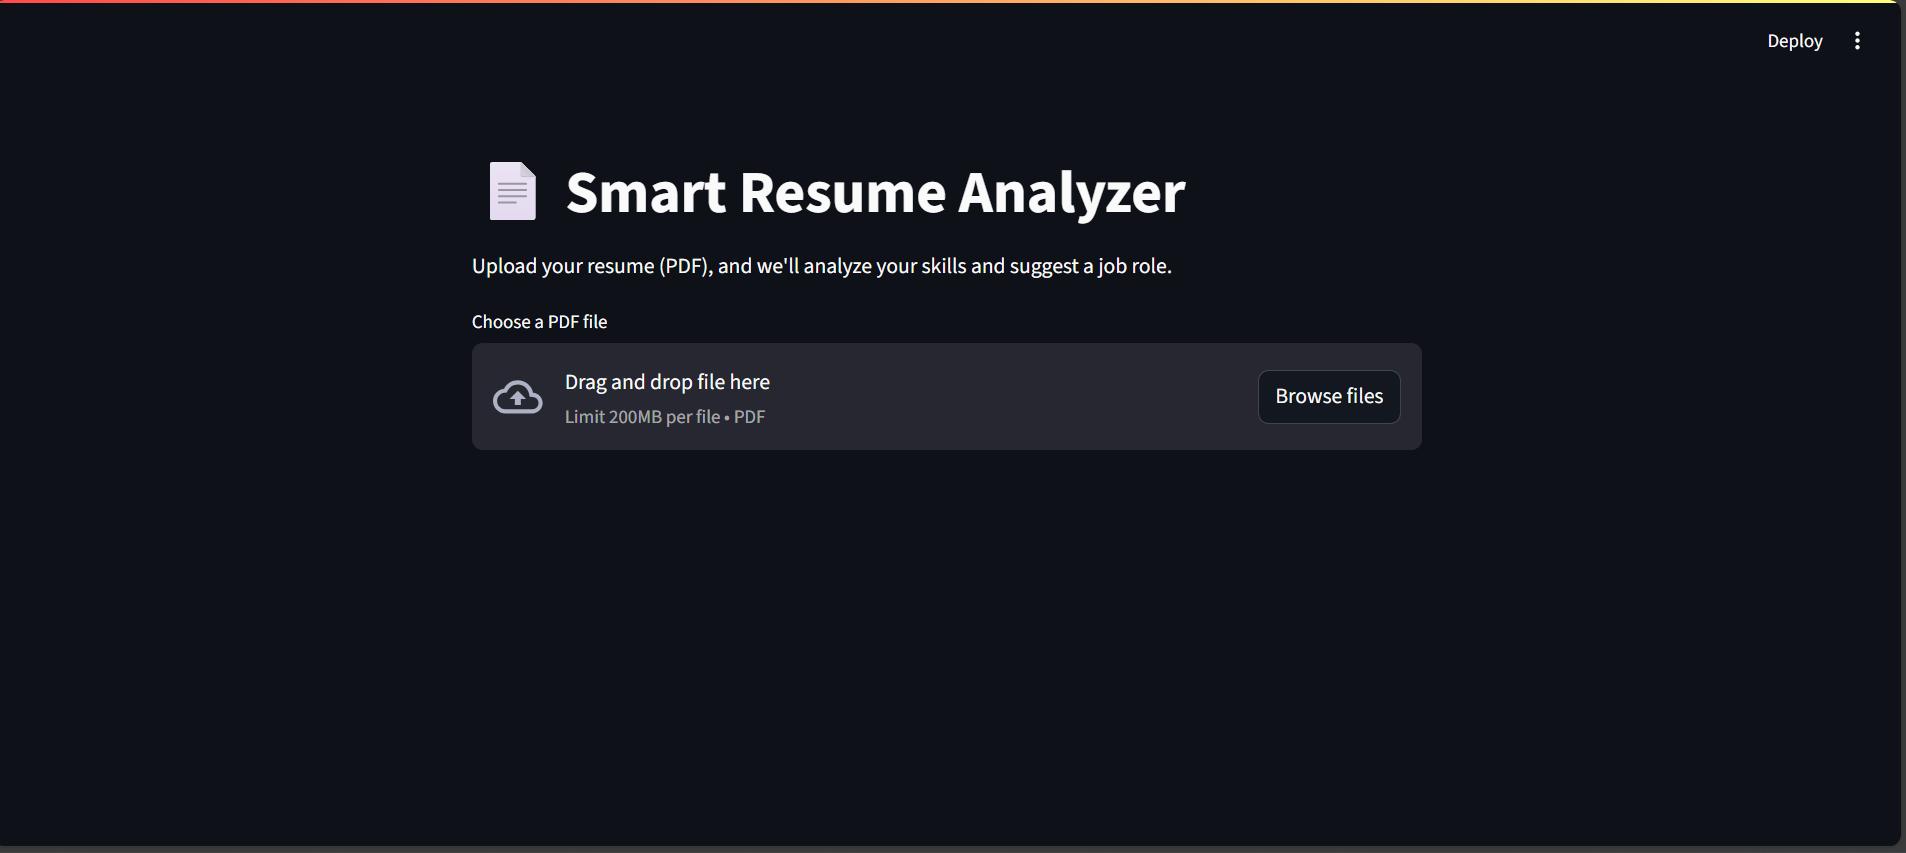 Deploy
Smart Resume Analyzer
Upload your resume (PDF), and we'll analyze your skills and suggest a job role.
Choose a PDF file
Drag and drop file here
Limit 200MB per file • PDF
Browse files